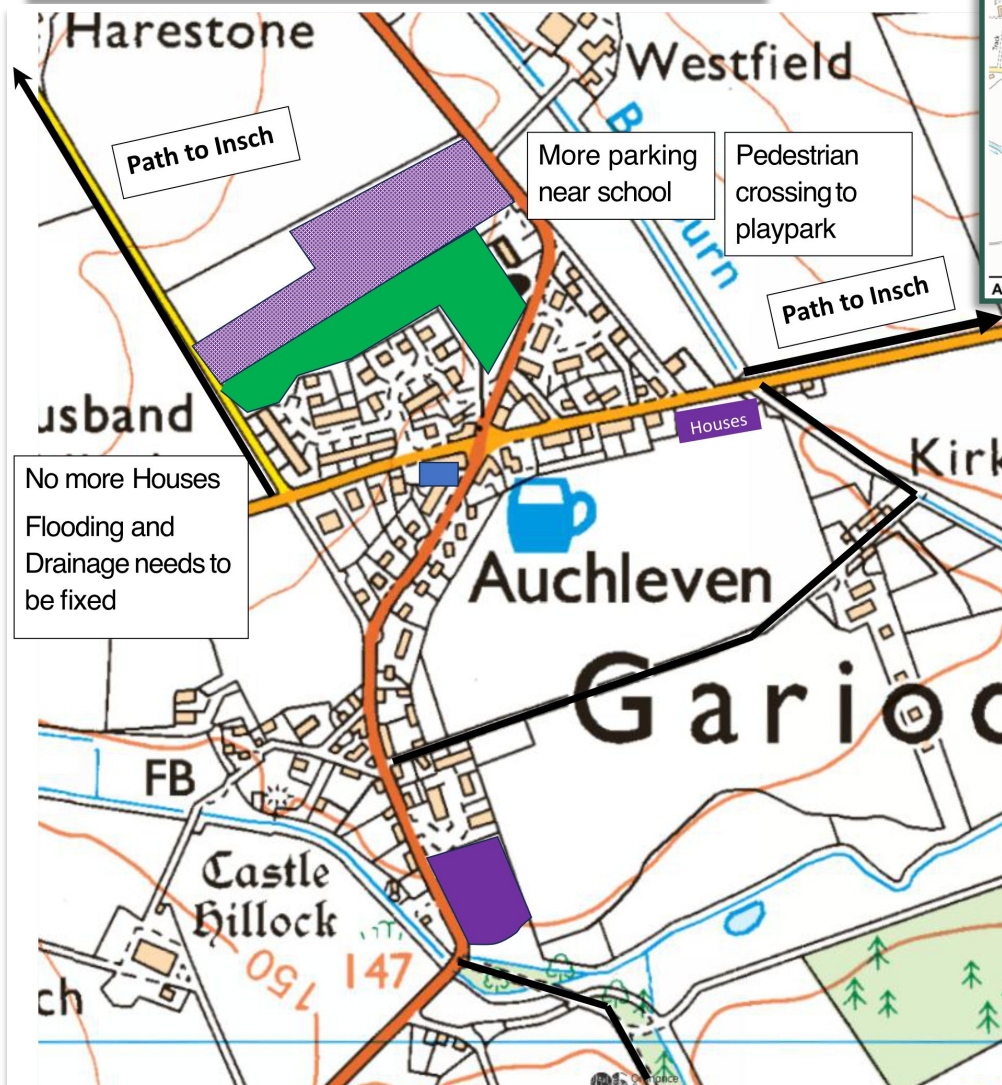 Harestone
Westfield
Path to Insch
More parking
near school
Pedestrian
crossing to
playpark
Burn
Path to Insch
A
usband
Houses
Kirk
No more Houses
Flooding and
Drainage needs to
be fixed
Auchleven
Garioc
FB
Castle
Hillock
150
147
ch